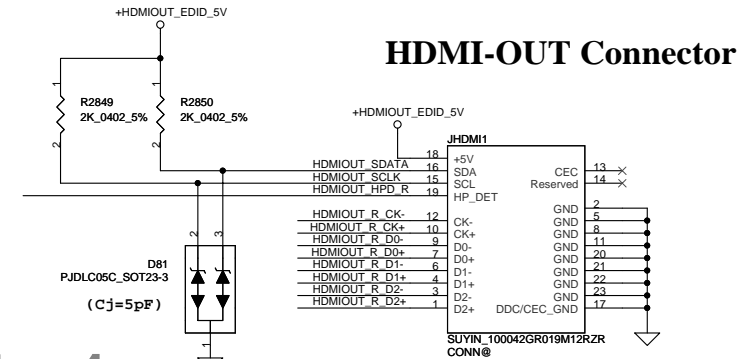 +HDMIOUT_EDID_5V
HDMI-OUT Connector
1
1
R2849
2K_0402_5%
R2850
2K_0402_5%
2
2
+HDMIOUT_EDID_5V
JHDMI1
18 +5V
HDMIOUT_SDATA 16 SDA CEC 13
HDMIOUT_SCLK 15 SCL Reserved 14
HDMIOUT_HPD_R 19 HP_DET
GND 2
HDMIOUT_R_CK- 12 CK- GND 5
HDMIOUT_R_CK+ 10 CK+ GND 8
HDMIOUT_R_D0- 9 D0- GND 11
HDMIOUT_R_D0+ 7 D0+ GND 20
HDMIOUT_R_D1- 6 D1- GND 21
HDMIOUT_R_D1+ 4 D1+ GND 22
HDMIOUT_R_D2- 3 D2- GND 23
HDMIOUT_R_D2+ 1 D2+ DDC/CEC_GND 17
SUYIN_100042GR019M12RZR
CONN@
2
3
D81
PJDLC05C_SOT23-3
(Cj=5pF)
1